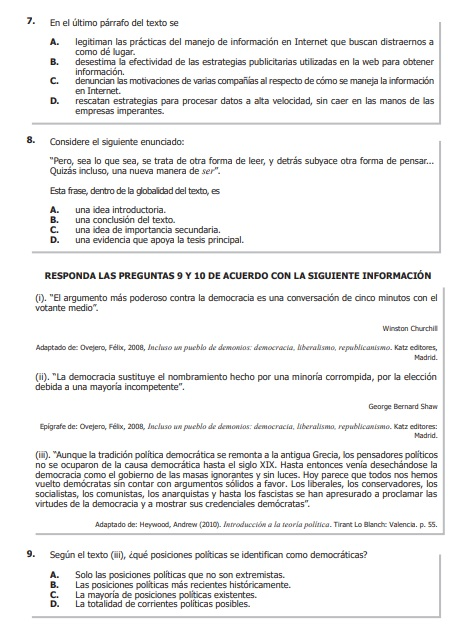 7. En el último párrafo del texto se
A. legitiman las prácticas del manejo de información en Internet que buscan distraernos a
como dé lugar.
B. desestima la efectividad de las estrategias publicitarias utilizadas en la web para obtener
información.
C. denuncian las motivaciones de varias compañías al respecto de cómo se maneja la información
en Internet.
D. rescatan estrategias para procesar datos a alta velocidad, sin caer en las manos de las
empresas imperantes.
8. Considere el siguiente enunciado:
"Pero, sea lo que sea, se trata de otra forma de leer, y detrás subyace otra forma de pensar...
Quizás incluso, una nueva manera de ser".
Esta frase, dentro de la globalidad del texto, es
A. una idea introductoria.
B. una conclusión del texto.
C. una idea de importancia secundaria.
D. una evidencia que apoya la tesis principal.
RESPONDA LAS PREGUNTAS 9 Y 10 DE ACUERDO CON LA SIGUIENTE INFORMACIÓN
(i). "El argumento más poderoso contra la democracia es una conversación de cinco minutos con el
votante medio".
Winston Churchill
Adaptado de: Ovejero, Félix, 2008, Incluso un pueblo de demonios: democracia, liberalismo, republicanismo. Katz editores,
Madrid.
(ii). "La democracia sustituye el nombramiento hecho por una minoría corrompida, por la elección
debida a una mayoría incompetente".
George Bernard Shaw
Epígrafe de: Ovejero, Félix, 2008, Incluso un pueblo de demonios: democracia, liberalismo, republicanismo. Katz editores:
Madrid.
(iii). "Aunque la tradición política democrática se remonta a la antigua Grecia, los pensadores políticos
no se ocuparon de la causa democrática hasta el siglo XIX. Hasta entonces venía desechándose la
democracia como el gobierno de las masas ignorantes y sin luces. Hoy parece que todos nos hemos
vuelto demócratas sin contar con argumentos sólidos a favor. Los liberales, los conservadores, los
socialistas, los comunistas, los anarquistas y hasta los fascistas se han apresurado a proclamar las
virtudes de la democracia y a mostrar sus credenciales demócratas".
Adaptado de: Heywood, Andrew (2010). Introducción a la teoría política. Tirant Lo Blanch: Valencia. p. 55.
9. Según el texto (iii), ¿qué posiciones políticas se identifican como democráticas?
A. Solo las posiciones políticas que no son extremistas.
B. Las posiciones políticas más recientes históricamente.
C. La mayoría de posiciones políticas existentes.
D. La totalidad de corrientes políticas posibles.